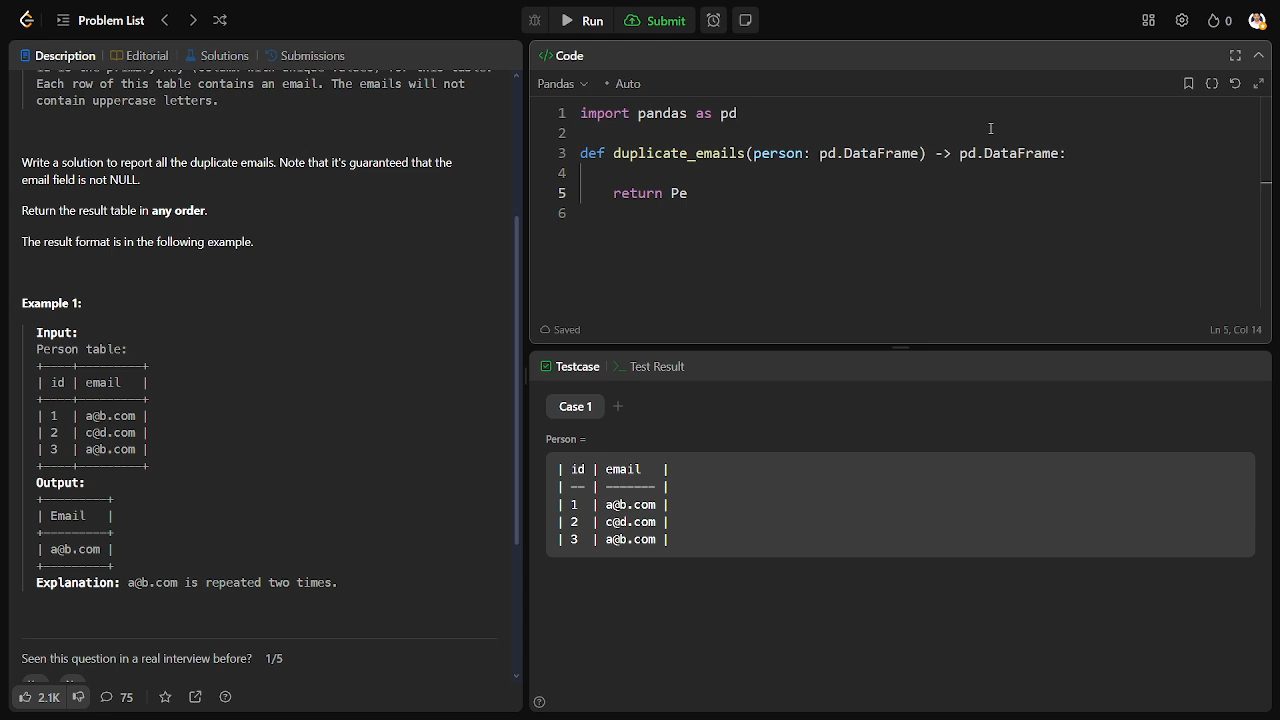 Problem List
Run
Submit
0
Description
Editorial
Solutions
Submissions
Each row of this table contains an email. The emails will not
contain uppercase letters.
Write a solution to report all the duplicate emails. Note that it's guaranteed that the
email field is not NULL.
Return the result table in any order.
The result format is in the following example.
Example 1:
Input:
Person table:
+----+---------+
| id | email   |
+----+---------+
| 1  | a@b.com |
| 2  | c@d.com |
| 3  | a@b.com |
+----+---------+
Output:
+---------+
| Email   |
+---------+
| a@b.com |
+---------+
Explanation: a@b.com is repeated two times.
Seen this question in a real interview before? 1/5
2.1K
75
</> Code
Pandas
Auto
1 import pandas as pd
2
3 def duplicate_emails(person: pd.DataFrame) -> pd.DataFrame:
4
5 return Pe
6
Saved
Ln 5, Col 14
Testcase
>_ Test Result
Case 1 +
Person =
| id | email   |
| -- | ------- |
| 1  | a@b.com |
| 2  | c@d.com |
| 3  | a@b.com |